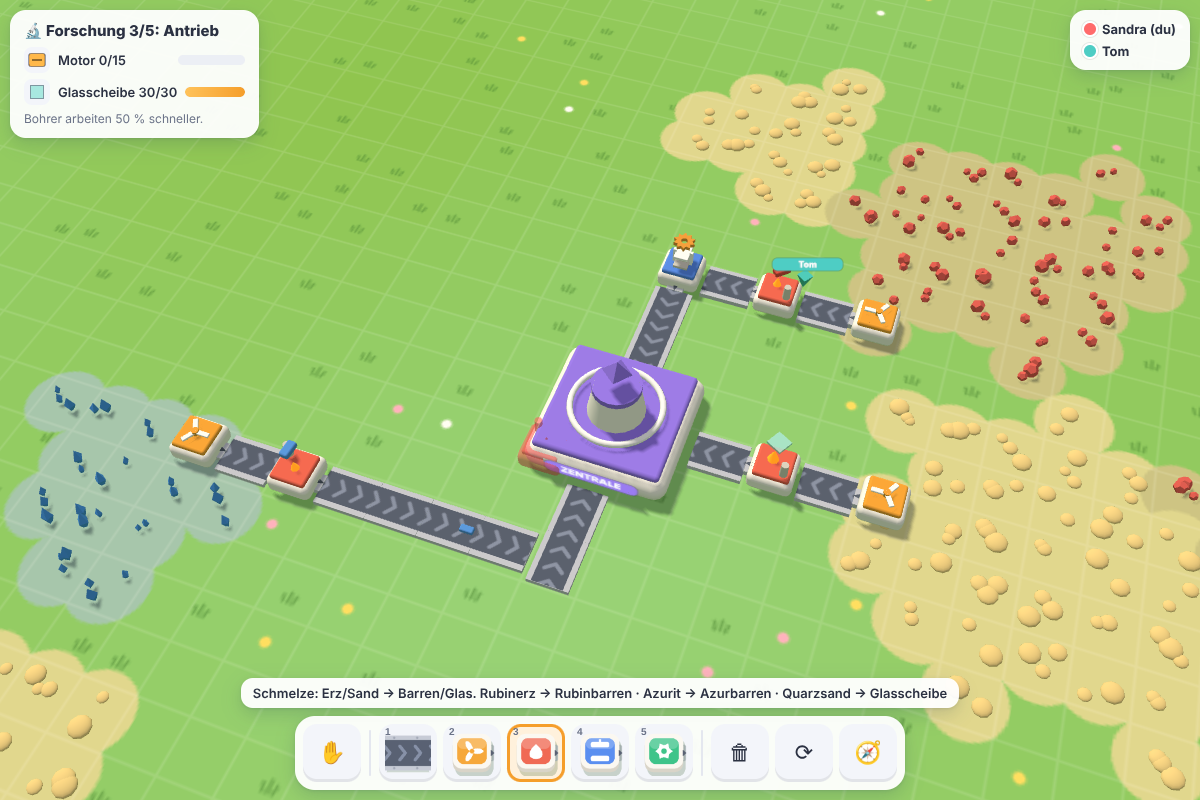 🔬 Forschung 3/5: Antrieb
Motor 0/15
Glasscheibe 30/30
Bohrer arbeiten 50 % schneller.
Sandra (du)
Tom
Tom
ZENTRALE
Schmelze: Erz/Sand → Barren/Glas. Rubinerz → Rubinbarren · Azurit → Azurbarren · Quarzsand → Glasscheibe
1
2
3
4
5